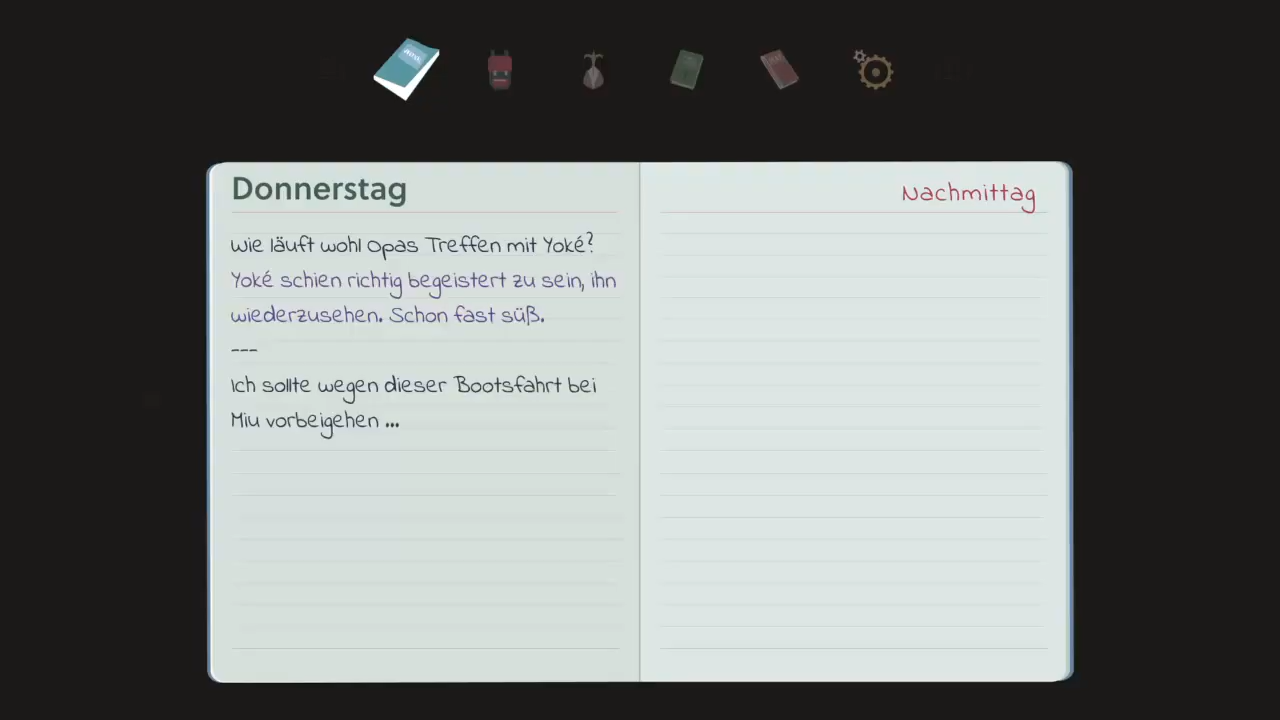 Donnerstag
Nachmittag
Wie läuft wohl Opas Treffen mit Yoké?
Yoké schien richtig begeistert zu sein, ihn
wiederzusehen. Schon fast süß.
---
Ich sollte wegen dieser Bootsfahrt bei
Miu vorbeigehen ...